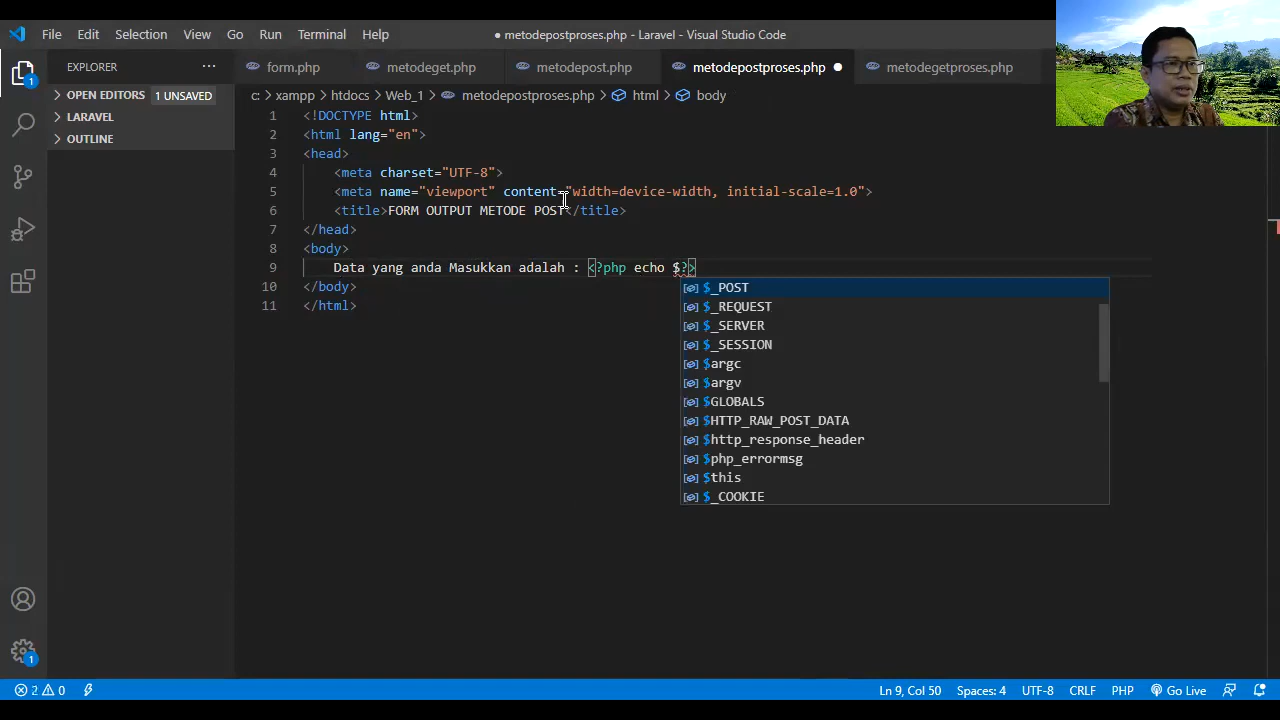 File Edit Selection View Go Run Terminal Help
● metodepostproses.php - Laravel - Visual Studio Code
EXPLORER ···
form.php metodeget.php metodepost.php metodepostproses.php ● metodegetproses.php
OPEN EDITORS 1 UNSAVED
LARAVEL
OUTLINE
c: > xampp > htdocs > Web_1 > metodepostproses.php > html > body
1 <!DOCTYPE html>
2 <html lang="en">
3 <head>
4 <meta charset="UTF-8">
5 <meta name="viewport" content="width=device-width, initial-scale=1.0">
6 <title>FORM OUTPUT METODE POST</title>
7 </head>
8 <body>
9 Data yang anda Masukkan adalah : <?php echo $?>
10 </body>
11 </html>
$_POST
$_REQUEST
$_SERVER
$_SESSION
$argc
$argv
$GLOBALS
$HTTP_RAW_POST_DATA
$http_response_header
$php_errormsg
$this
$_COOKIE
1
1
2 0
Ln 9, Col 50 Spaces: 4 UTF-8 CRLF PHP Go Live